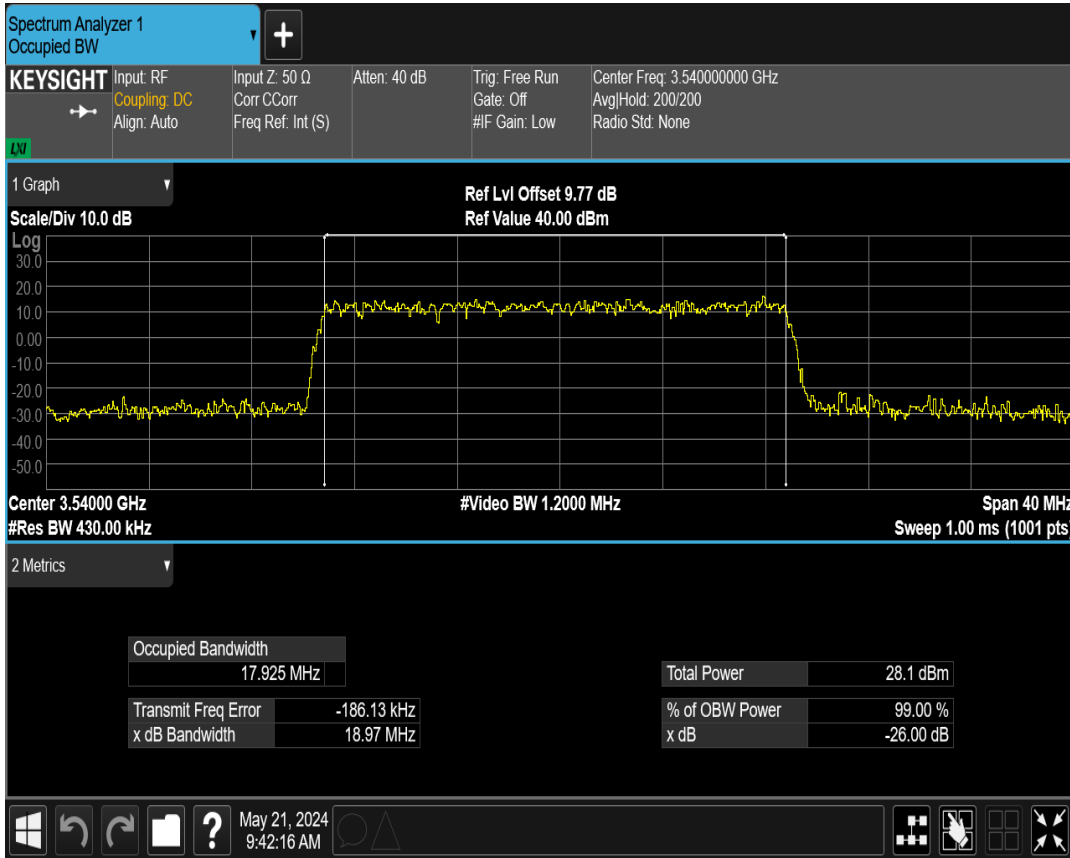 Spectrum Analyzer 1
Occupied BW
KEYSIGHT
LXI
Input: RF
Coupling: DC
Align: Auto
Input Z: 50 Ω
Corr CCorr
Freq Ref: Int (S)
Atten: 40 dB
Trig: Free Run
Gate: Off
#IF Gain: Low
Center Freq: 3.540000000 GHz
Avg|Hold: 200/200
Radio Std: None
1 Graph
Scale/Div 10.0 dB
Ref Lvl Offset 9.77 dB
Ref Value 40.00 dBm
Log
30.0
20.0
10.0
0.00
-10.0
-20.0
-30.0
-40.0
-50.0
Center 3.54000 GHz
#Video BW 1.2000 MHz
Span 40 MHz
#Res BW 430.00 kHz
Sweep 1.00 ms (1001 pts)
2 Metrics
Occupied Bandwidth
17.925 MHz
Transmit Freq Error -186.13 kHz
x dB Bandwidth 18.97 MHz
Total Power 28.1 dBm
% of OBW Power 99.00 %
x dB -26.00 dB
?
May 21, 2024
9:42:16 AM